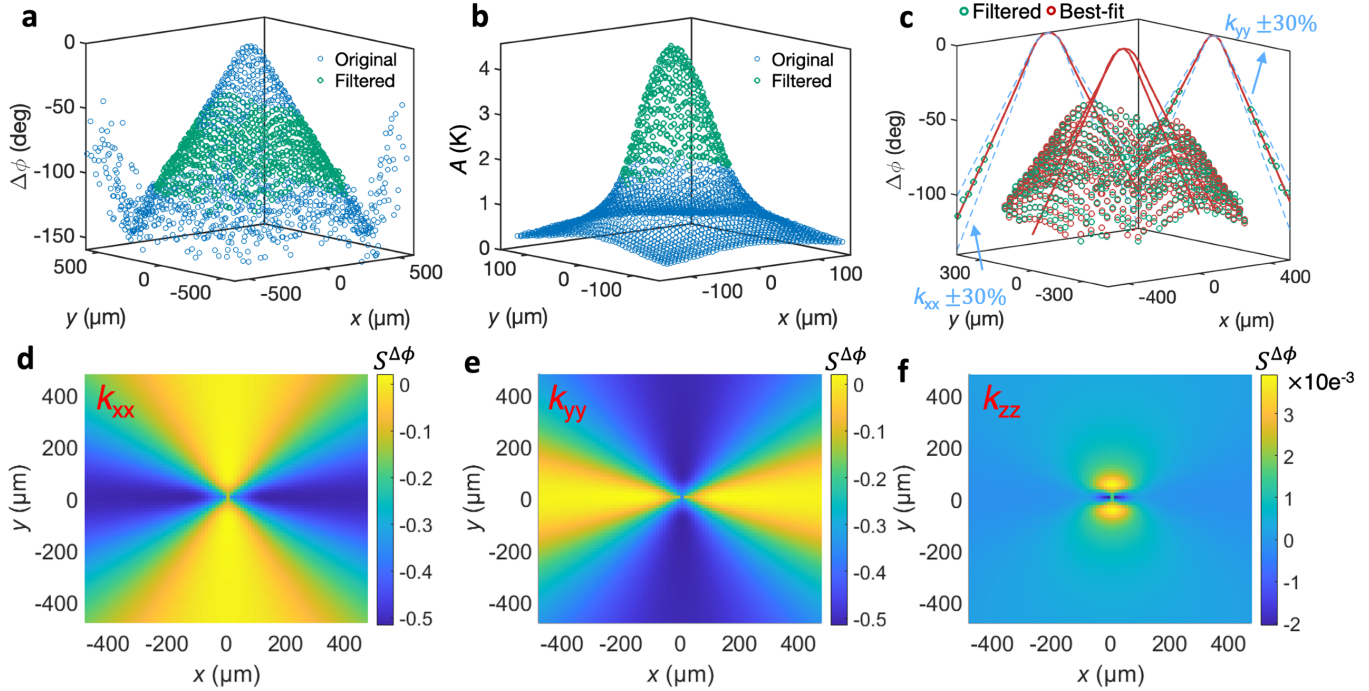 a
0
-50
-100
-150
Δϕ (deg)
Original
Filtered
500
0
-500
-500
0
500
y (μm)
x (μm)
b
4
3
2
1
0
A (K)
Original
Filtered
100
0
-100
-100
0
100
y (μm)
x (μm)
c
Filtered
Best-fit
kyy ±30%
0
-50
-100
Δϕ (deg)
300
0
-300
-400
0
400
kxx ±30%
y (μm)
x (μm)
d
S^Δϕ
kxx
400
200
0
-200
-400
y (μm)
-400
-200
0
200
400
x (μm)
0
-0.1
-0.2
-0.3
-0.4
-0.5
e
S^Δϕ
kyy
400
200
0
-200
-400
y (μm)
-400
-200
0
200
400
x (μm)
0
-0.1
-0.2
-0.3
-0.4
-0.5
f
S^Δϕ
×10e⁻³
kzz
400
200
0
-200
-400
y (μm)
-400
-200
0
200
400
x (μm)
3
2
1
0
-1
-2